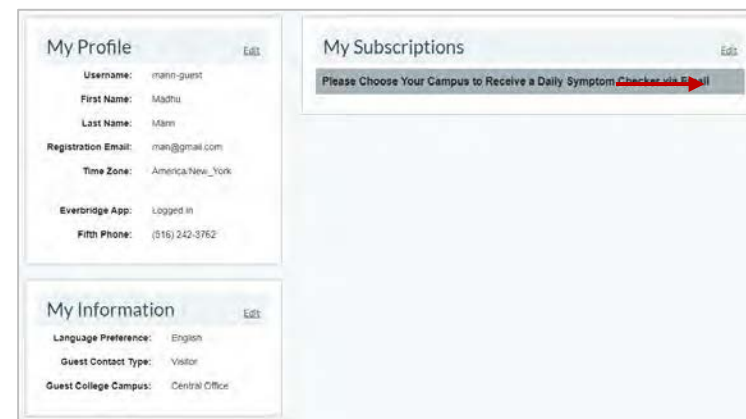 My Profile Edit
Username: mann-guest
First Name: Madhu
Last Name: Mann
Registration Email: man@gmail.com
Time Zone: America/New_York
Everbridge App: Logged In
Fifth Phone: (516) 242-3762
My Information Edit
Language Preference: English
Guest Contact Type: Visitor
Guest College Campus: Central Office
My Subscriptions Edit
Please Choose Your Campus to Receive a Daily Symptom Checker via Email